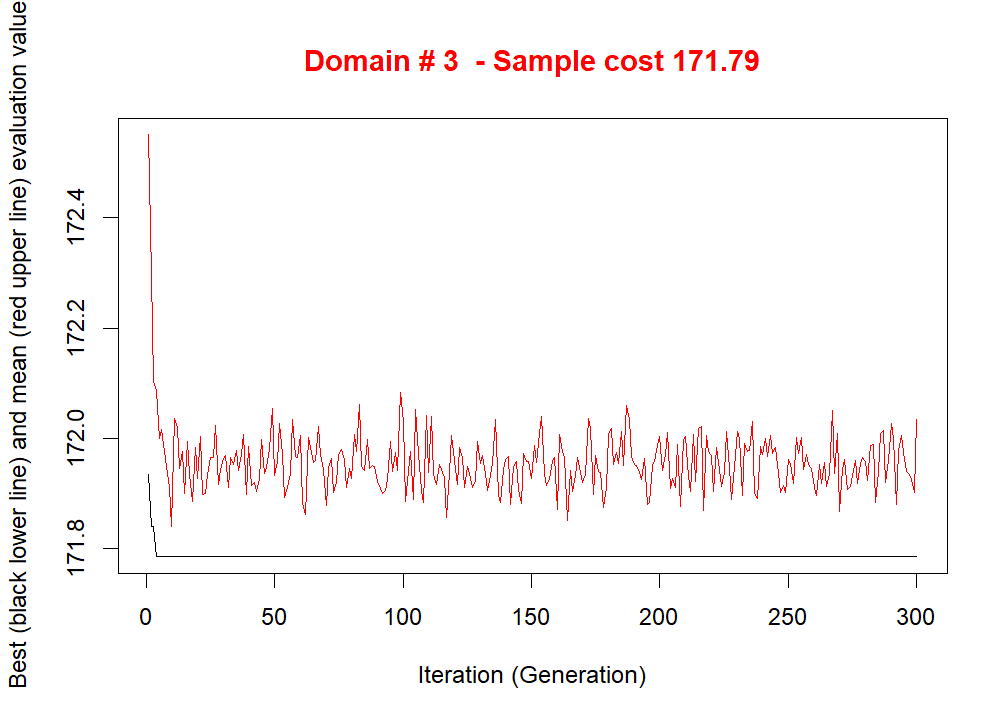 Domain # 3  - Sample cost 171.79
Best (black lower line) and mean (red upper line) evaluation value
172.4
172.2
172.0
171.8
0 50 100 150 200 250 300
Iteration (Generation)